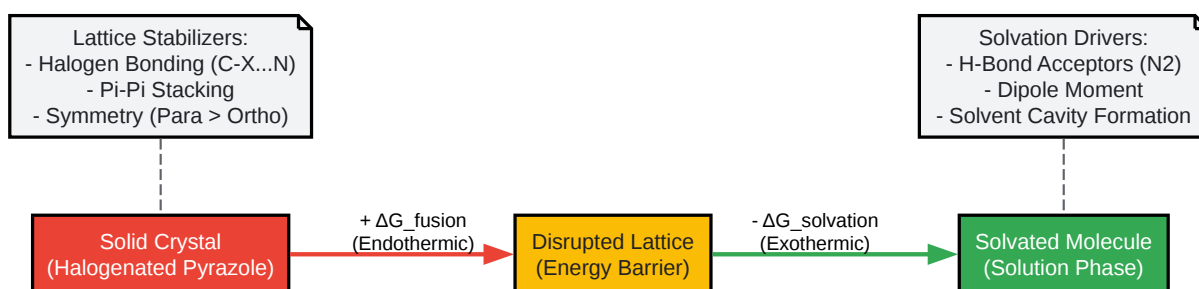 Lattice Stabilizers:
- Halogen Bonding (C-X...N)
- Pi-Pi Stacking
- Symmetry (Para > Ortho)
Solvation Drivers:
- H-Bond Acceptors (N2)
- Dipole Moment
- Solvent Cavity Formation
Solid Crystal
(Halogenated Pyrazole)
+ ΔG_fusion
(Endothermic)
Disrupted Lattice
(Energy Barrier)
- ΔG_solvation
(Exothermic)
Solvated Molecule
(Solution Phase)